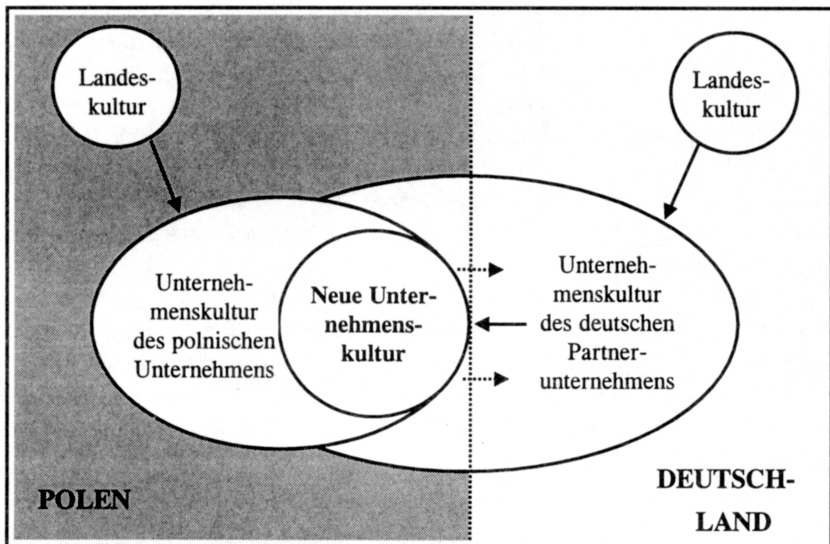 Landes-
kultur
Landes-
kultur
Unterneh-
menskultur
des polnischen
Unternehmens
Neue Unter-
nehmens-
kultur
Unterneh-
menskultur
des deutschen
Partner-
unternehmens
POLEN
DEUTSCH-
LAND